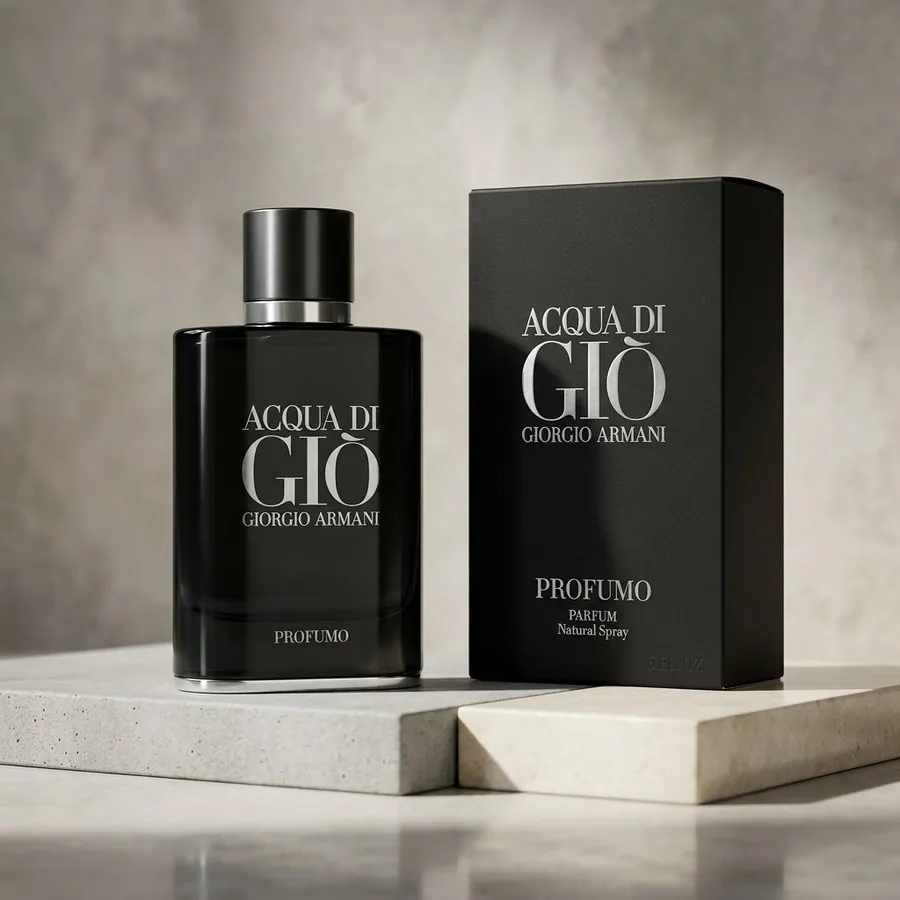 ACQUA DI
GIÒ
GIORGIO ARMANI
PROFUMO
ACQUA DI
GIÒ
GIORGIO ARMANI
PROFUMO
PARFUM
Natural Spray